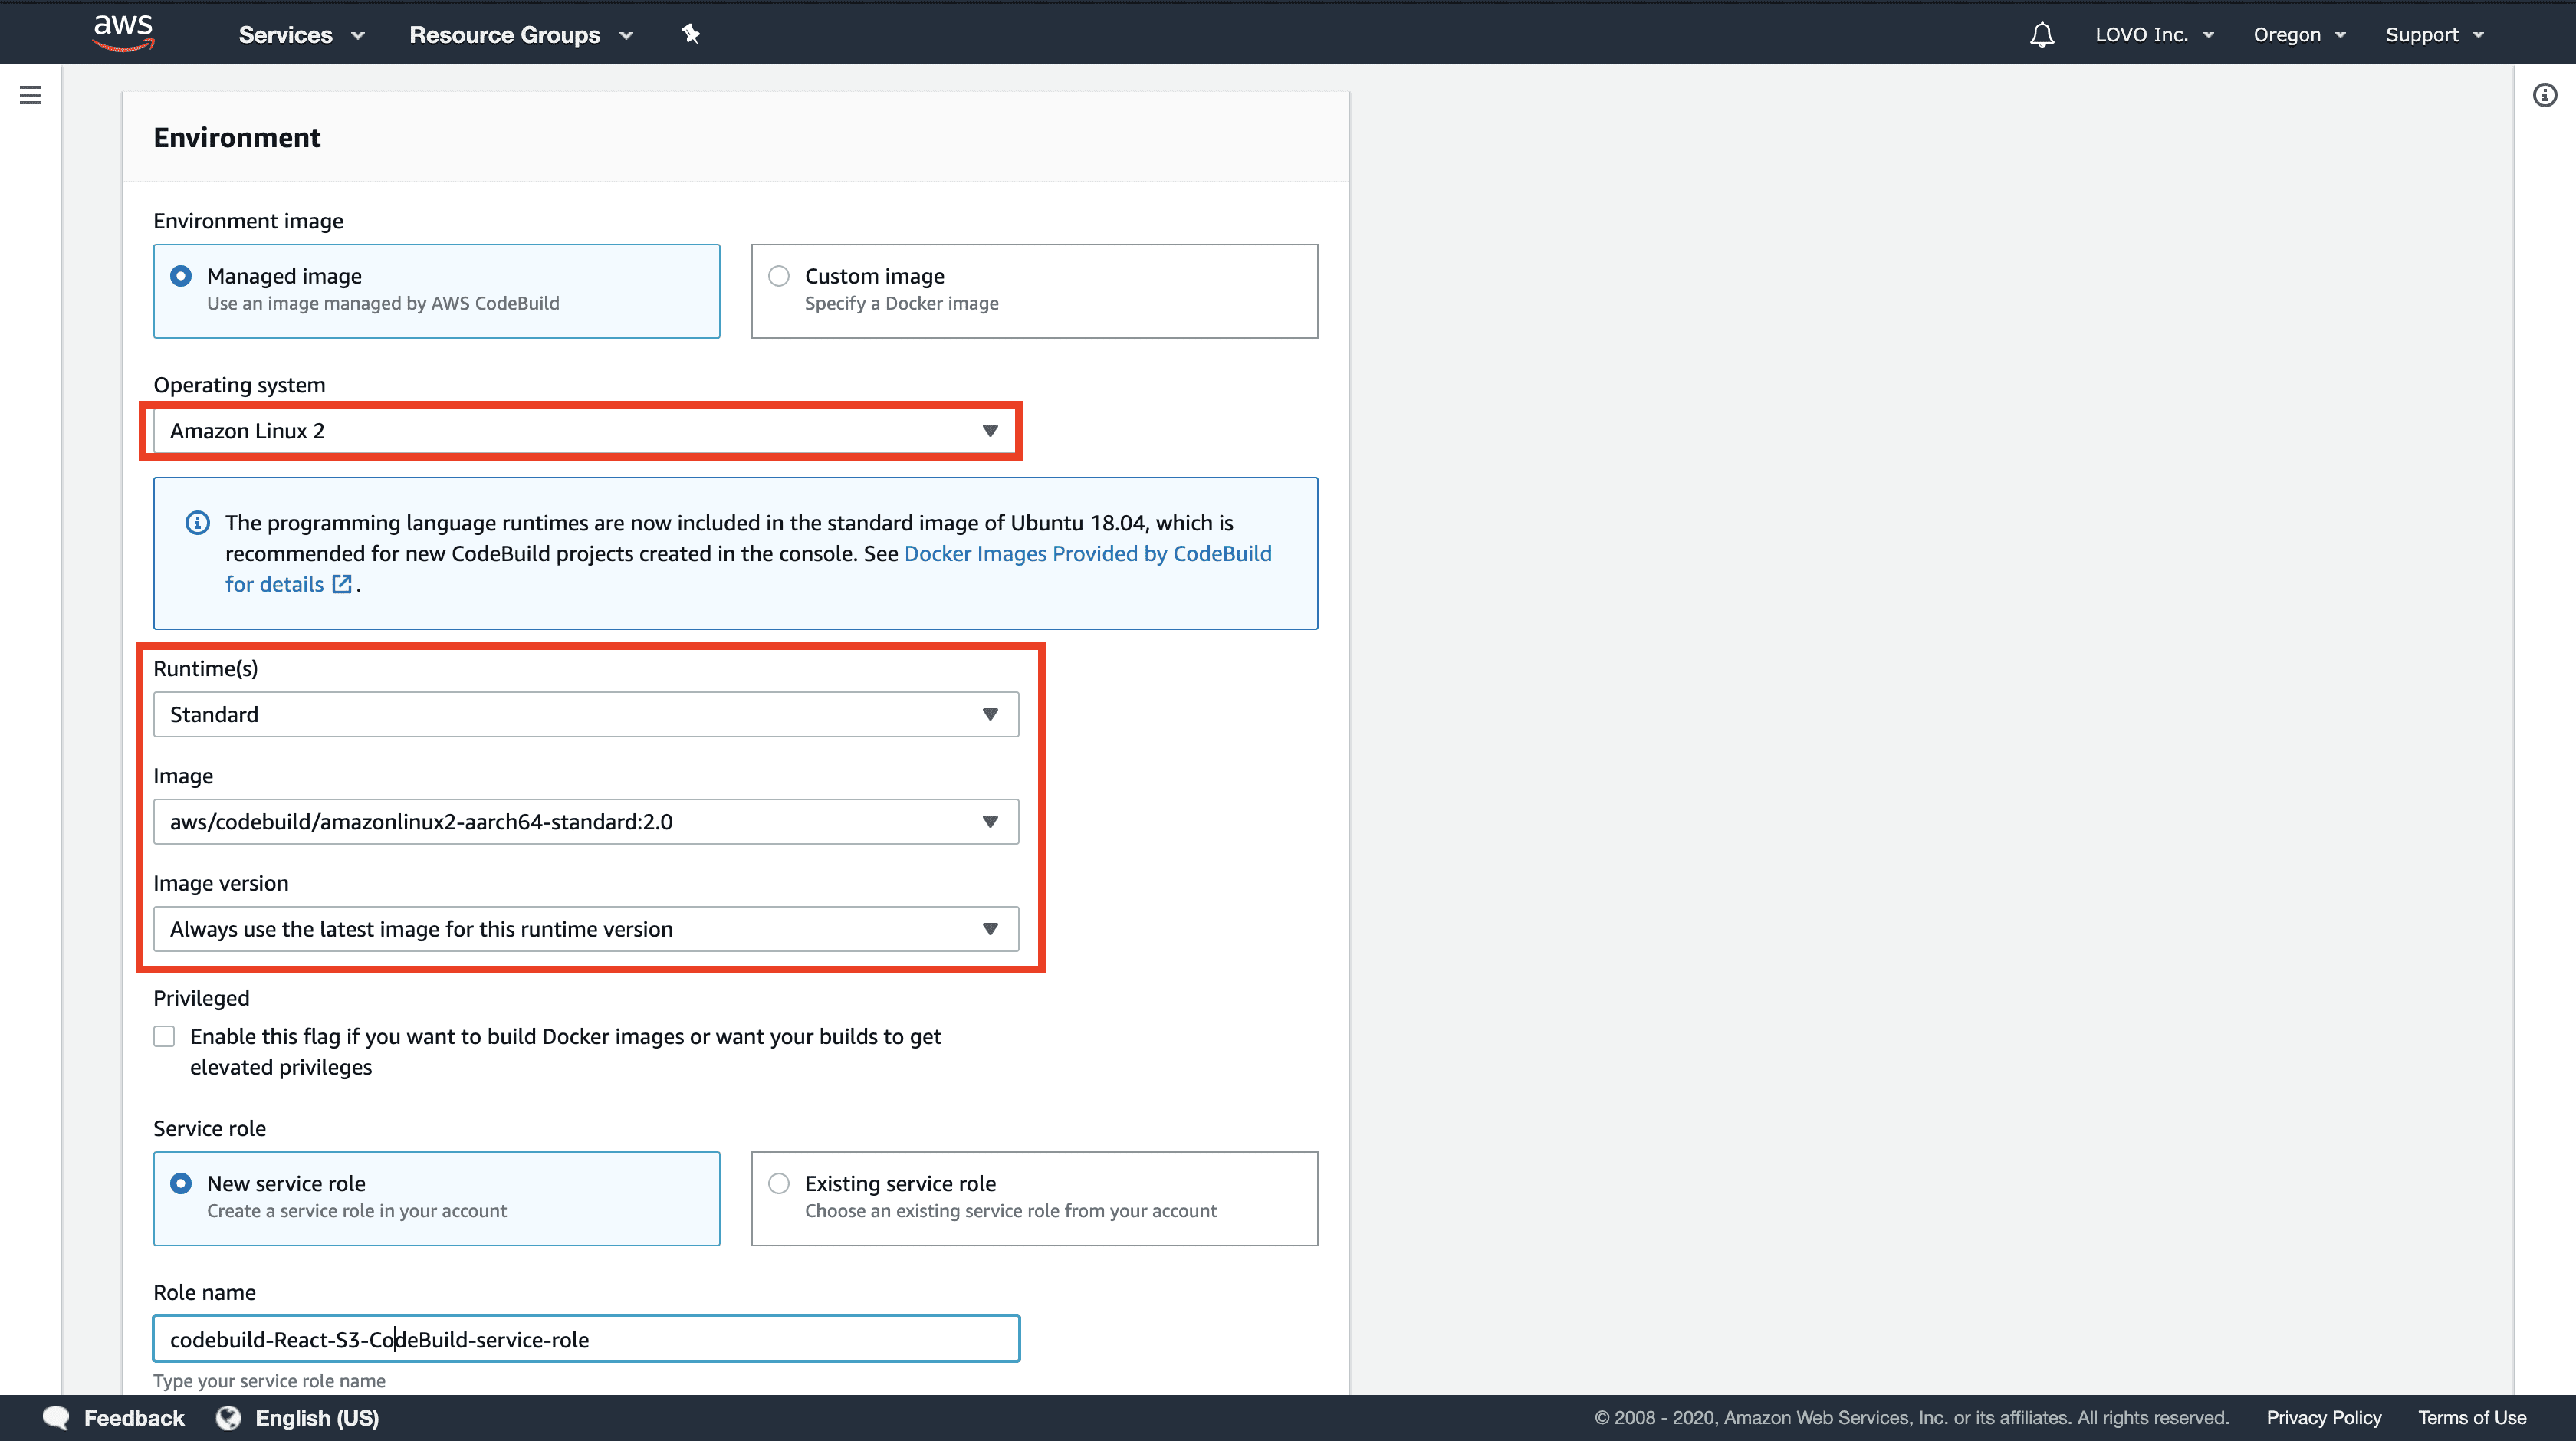 aws Services Resource Groups LOVO Inc. Oregon Support
Environment
Environment image
Managed image
Use an image managed by AWS CodeBuild
Custom image
Specify a Docker image
Operating system
Amazon Linux 2
The programming language runtimes are now included in the standard image of Ubuntu 18.04, which is
recommended for new CodeBuild projects created in the console. See Docker Images Provided by CodeBuild
for details .
Runtime(s)
Standard
Image
aws/codebuild/amazonlinux2-aarch64-standard:2.0
Image version
Always use the latest image for this runtime version
Privileged
Enable this flag if you want to build Docker images or want your builds to get
elevated privileges
Service role
New service role
Create a service role in your account
Existing service role
Choose an existing service role from your account
Role name
codebuild-React-S3-CodeBuild-service-role
Type your service role name
Feedback English (US) © 2008 - 2020, Amazon Web Services, Inc. or its affiliates. All rights reserved. Privacy Policy Terms of Use